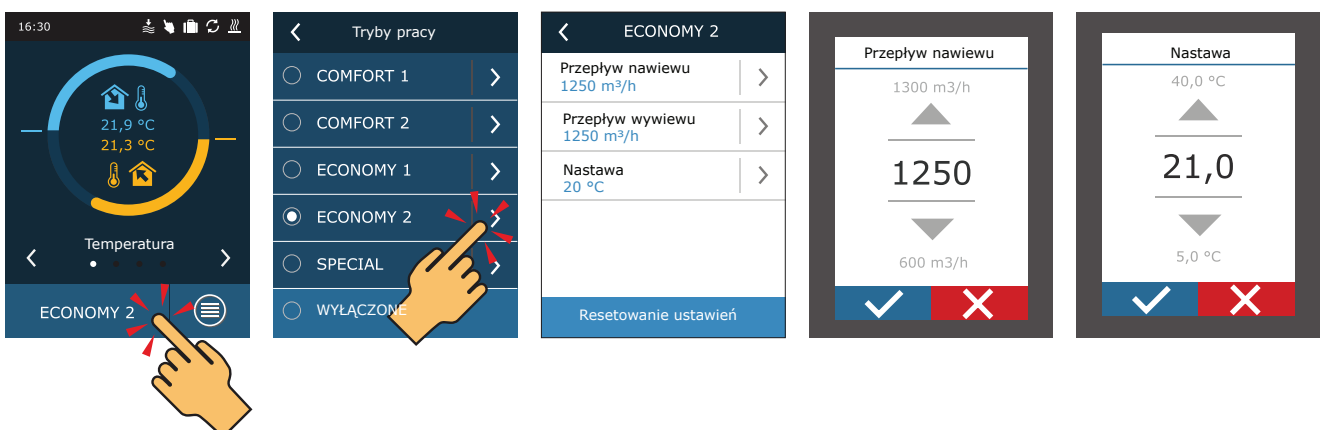 16:30
21,9 °C
21,3 °C
Temperatura
ECONOMY 2
Tryby pracy
COMFORT 1
COMFORT 2
ECONOMY 1
ECONOMY 2
SPECIAL
WYŁĄCZONE
ECONOMY 2
Przepływ nawiewu
1250 m³/h
Przepływ wywiewu
1250 m³/h
Nastawa
20 °C
Resetowanie ustawień
Przepływ nawiewu
1300 m3/h
1250
600 m3/h
Nastawa
40,0 °C
21,0
5,0 °C